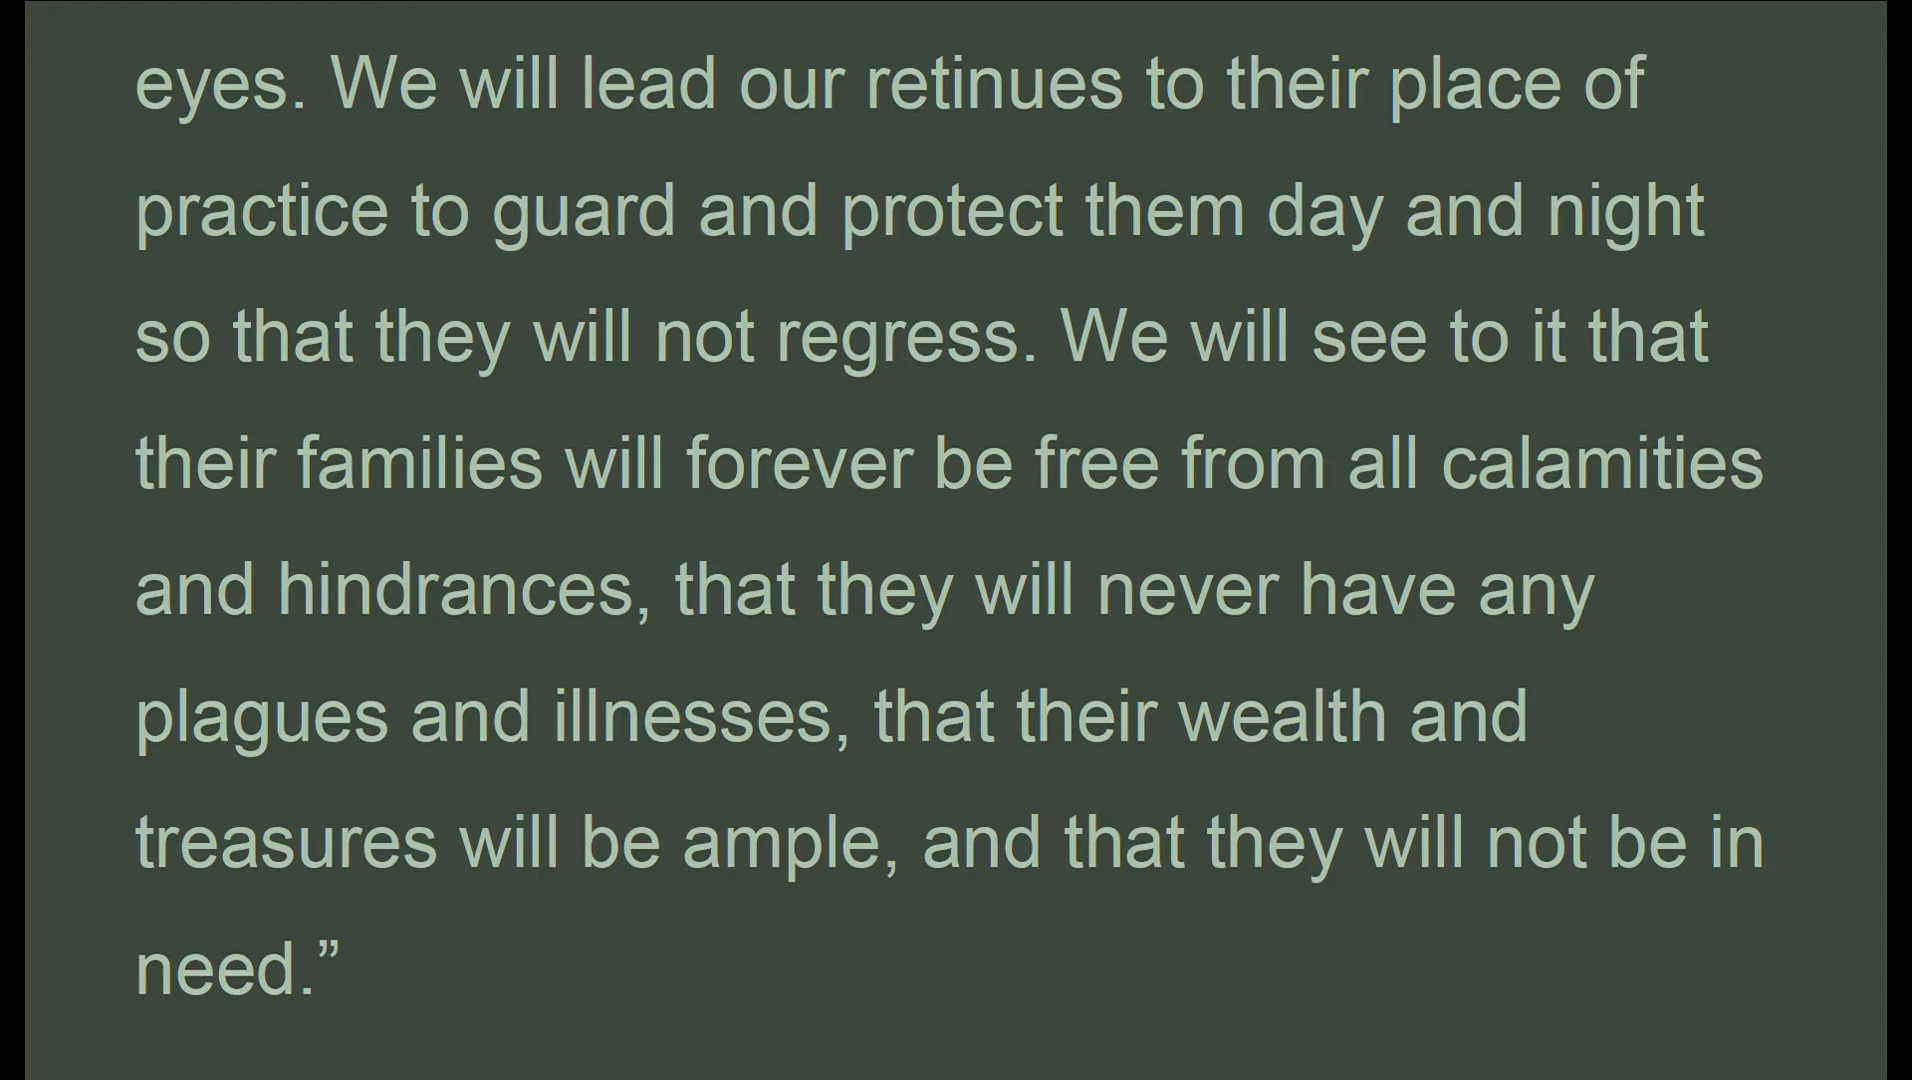 eyes. We will lead our retinues to their place of
practice to guard and protect them day and night
so that they will not regress. We will see to it that
their families will forever be free from all calamities
and hindrances, that they will never have any
plagues and illnesses, that their wealth and
treasures will be ample, and that they will not be in
need.”